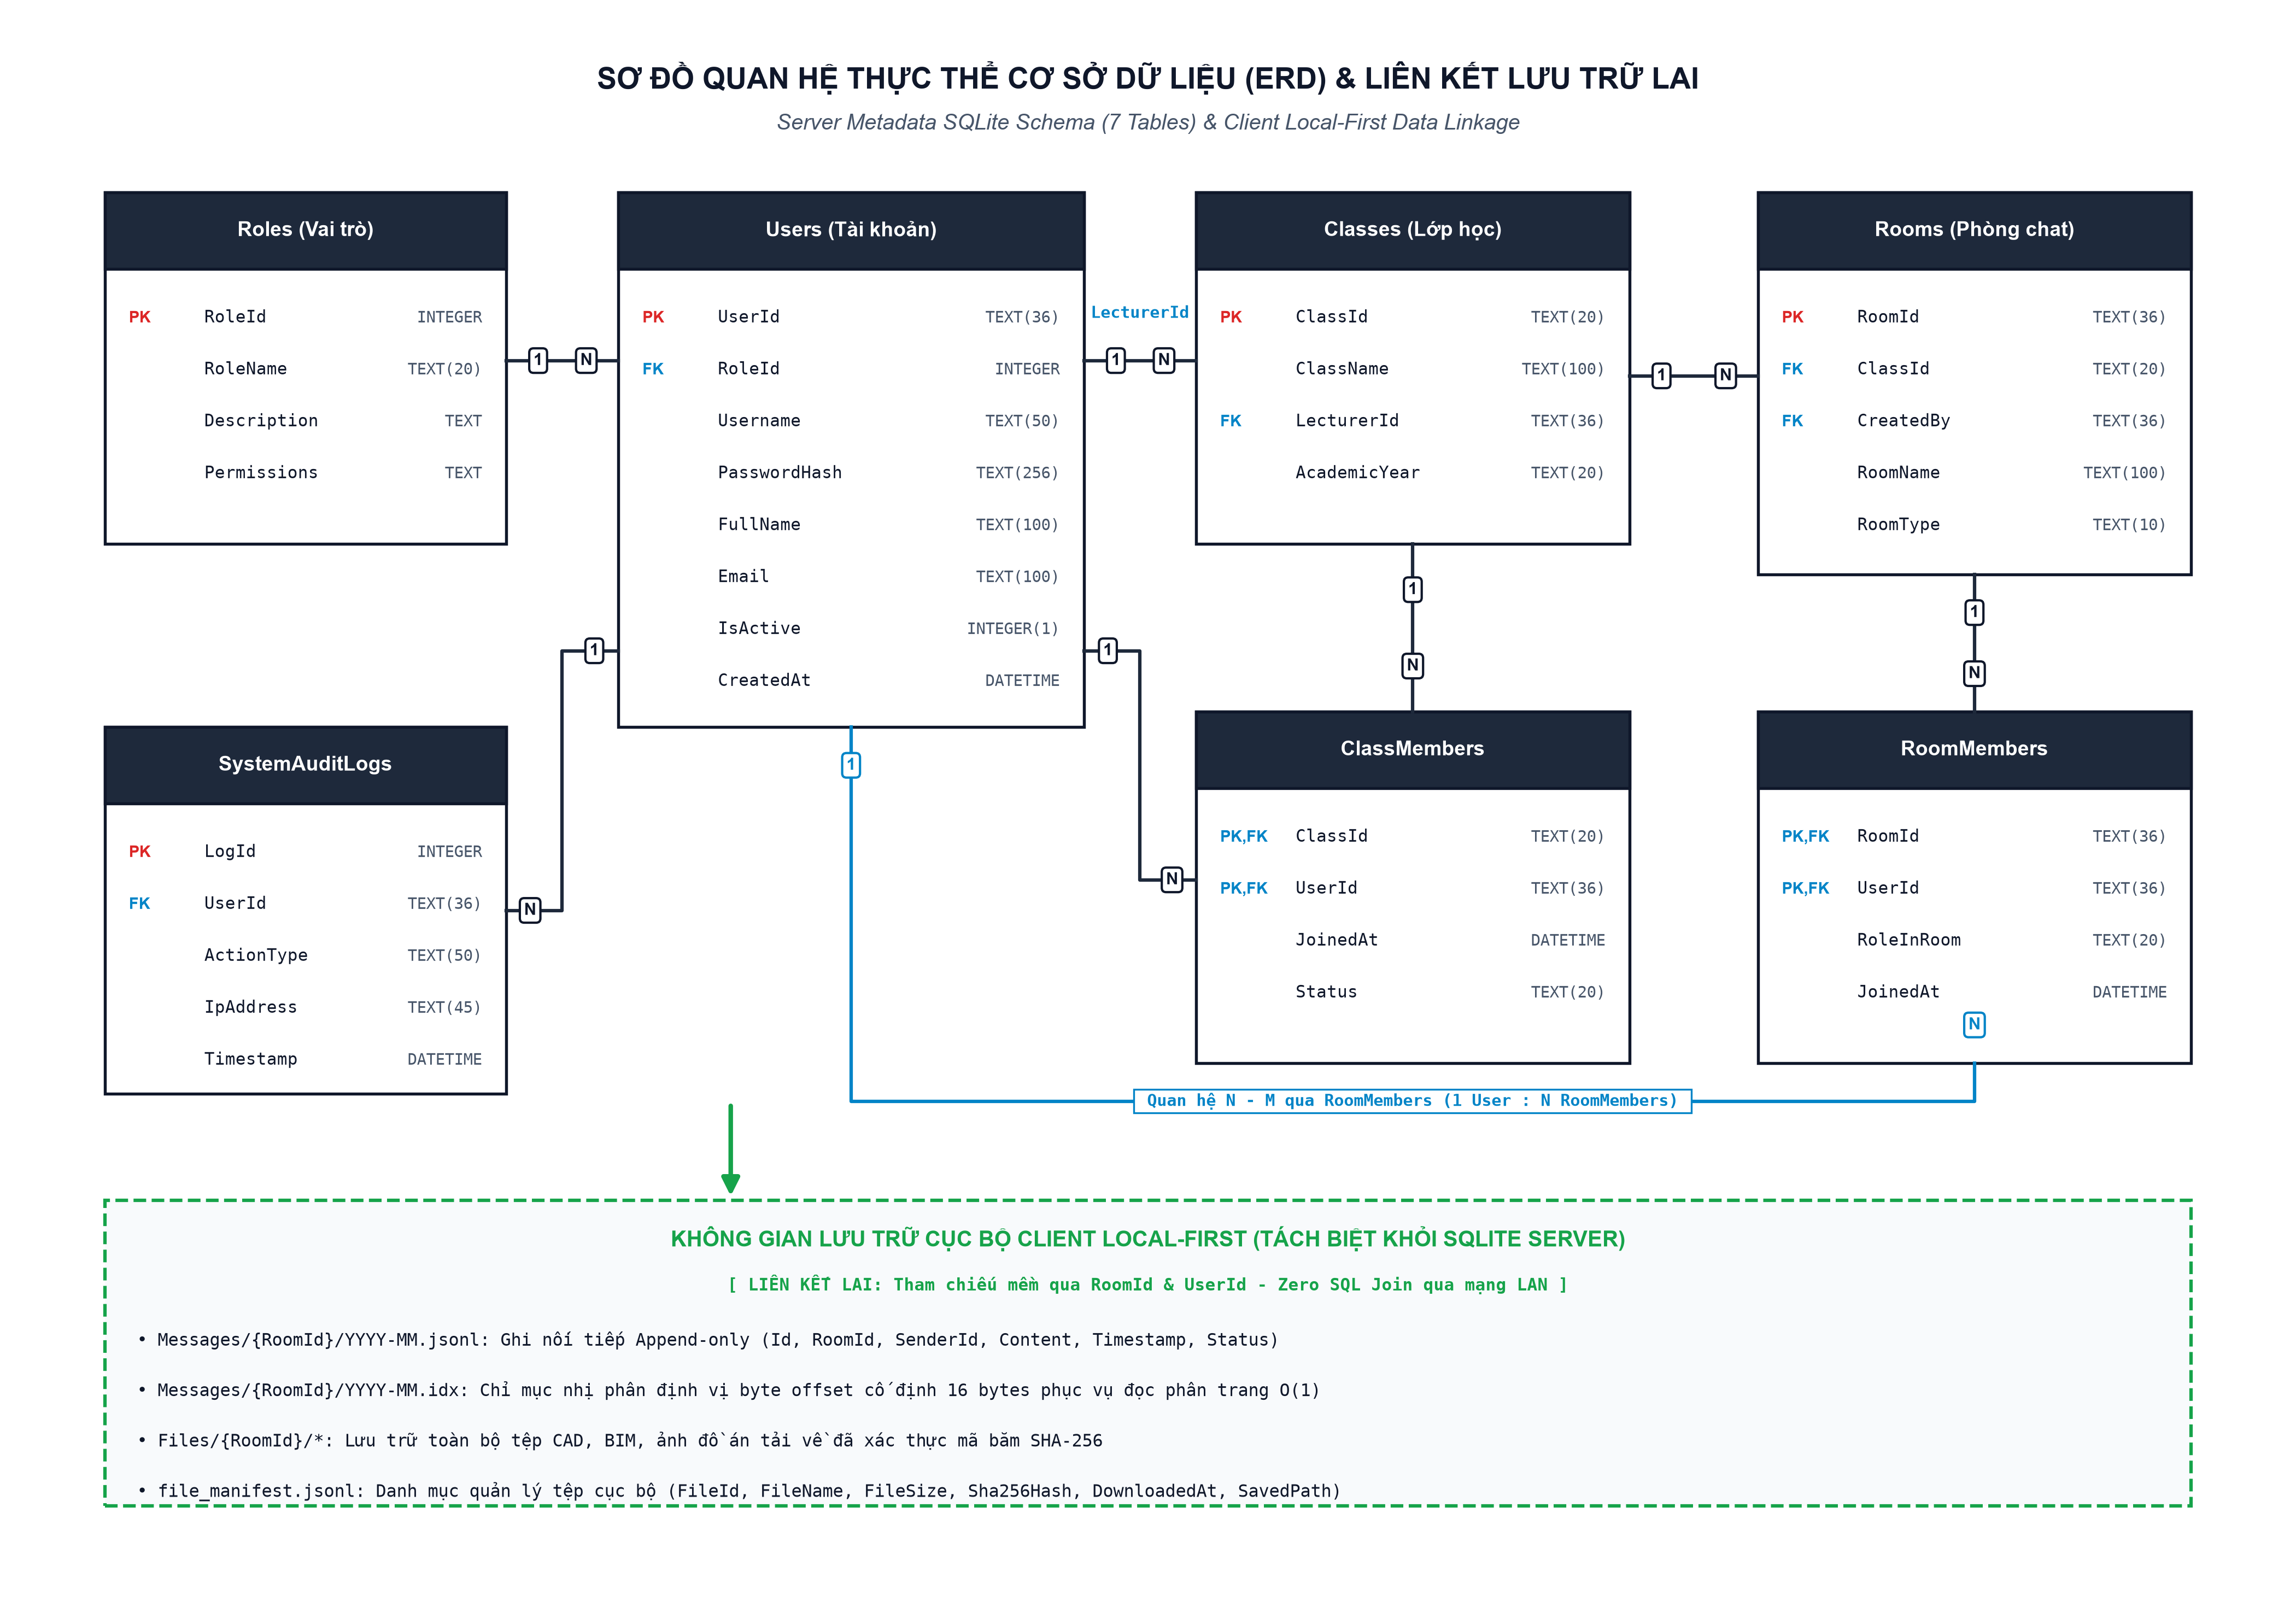 SƠ ĐỒ QUAN HỆ THỰC THỂ CƠ SỞ DỮ LIỆU (ERD) & LIÊN KẾT LƯU TRỮ LAI
Server Metadata SQLite Schema (7 Tables) & Client Local-First Data Linkage
Roles (Vai trò)
PK RoleId INTEGER
RoleName TEXT(20)
Description TEXT
Permissions TEXT
1 N
Users (Tài khoản)
PK UserId TEXT(36)
FK RoleId INTEGER
Username TEXT(50)
PasswordHash TEXT(256)
FullName TEXT(100)
Email TEXT(100)
IsActive INTEGER(1)
CreatedAt DATETIME
LecturerId
1 N
Classes (Lớp học)
PK ClassId TEXT(20)
ClassName TEXT(100)
FK LecturerId TEXT(36)
AcademicYear TEXT(20)
1 N
Rooms (Phòng chat)
PK RoomId TEXT(36)
FK ClassId TEXT(20)
FK CreatedBy TEXT(36)
RoomName TEXT(100)
RoomType TEXT(10)
1
N
1
N
1
N
1
N
1
SystemAuditLogs
PK LogId INTEGER
FK UserId TEXT(36)
ActionType TEXT(50)
IpAddress TEXT(45)
Timestamp DATETIME
ClassMembers
PK,FK ClassId TEXT(20)
PK,FK UserId TEXT(36)
JoinedAt DATETIME
Status TEXT(20)
RoomMembers
PK,FK RoomId TEXT(36)
PK,FK UserId TEXT(36)
RoleInRoom TEXT(20)
JoinedAt DATETIME
N
Quan hệ N - M qua RoomMembers (1 User : N RoomMembers)
KHÔNG GIAN LƯU TRỮ CỤC BỘ CLIENT LOCAL-FIRST (TÁCH BIỆT KHỎI SQLITE SERVER)
[ LIÊN KẾT LAI: Tham chiếu mềm qua RoomId & UserId - Zero SQL Join qua mạng LAN ]
• Messages/{RoomId}/YYYY-MM.jsonl: Ghi nối tiếp Append-only (Id, RoomId, SenderId, Content, Timestamp, Status)
• Messages/{RoomId}/YYYY-MM.idx: Chỉ mục nhị phân định vị byte offset cố định 16 bytes phục vụ đọc phân trang O(1)
• Files/{RoomId}/*: Lưu trữ toàn bộ tệp CAD, BIM, ảnh đồ án tải về đã xác thực mã băm SHA-256
• file_manifest.jsonl: Danh mục quản lý tệp cục bộ (FileId, FileName, FileSize, Sha256Hash, DownloadedAt, SavedPath)